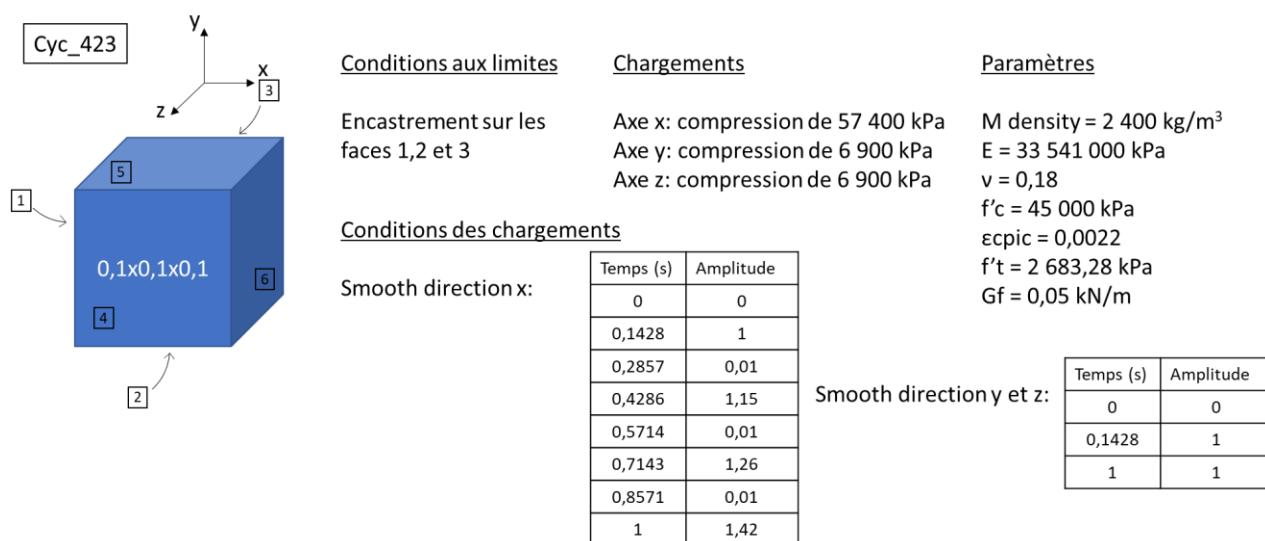 Cyc_423
y
x
z
3
5
1
0,1x0,1x0,1
6
4
2
Conditions aux limites
Encastrement sur les
faces 1,2 et 3
Chargements
Axe x: compression de 57 400 kPa
Axe y: compression de 6 900 kPa
Axe z: compression de 6 900 kPa
Paramètres
M density = 2 400 kg/m³
E = 33 541 000 kPa
ν = 0,18
f'c = 45 000 kPa
εcpic = 0,0022
f't = 2 683,28 kPa
Gf = 0,05 kN/m
Conditions des chargements
Smooth direction x:
Temps (s) Amplitude
0 0
0,1428 1
0,2857 0,01
0,4286 1,15
0,5714 0,01
0,7143 1,26
0,8571 0,01
1 1,42
Smooth direction y et z:
Temps (s) Amplitude
0 0
0,1428 1
1 1